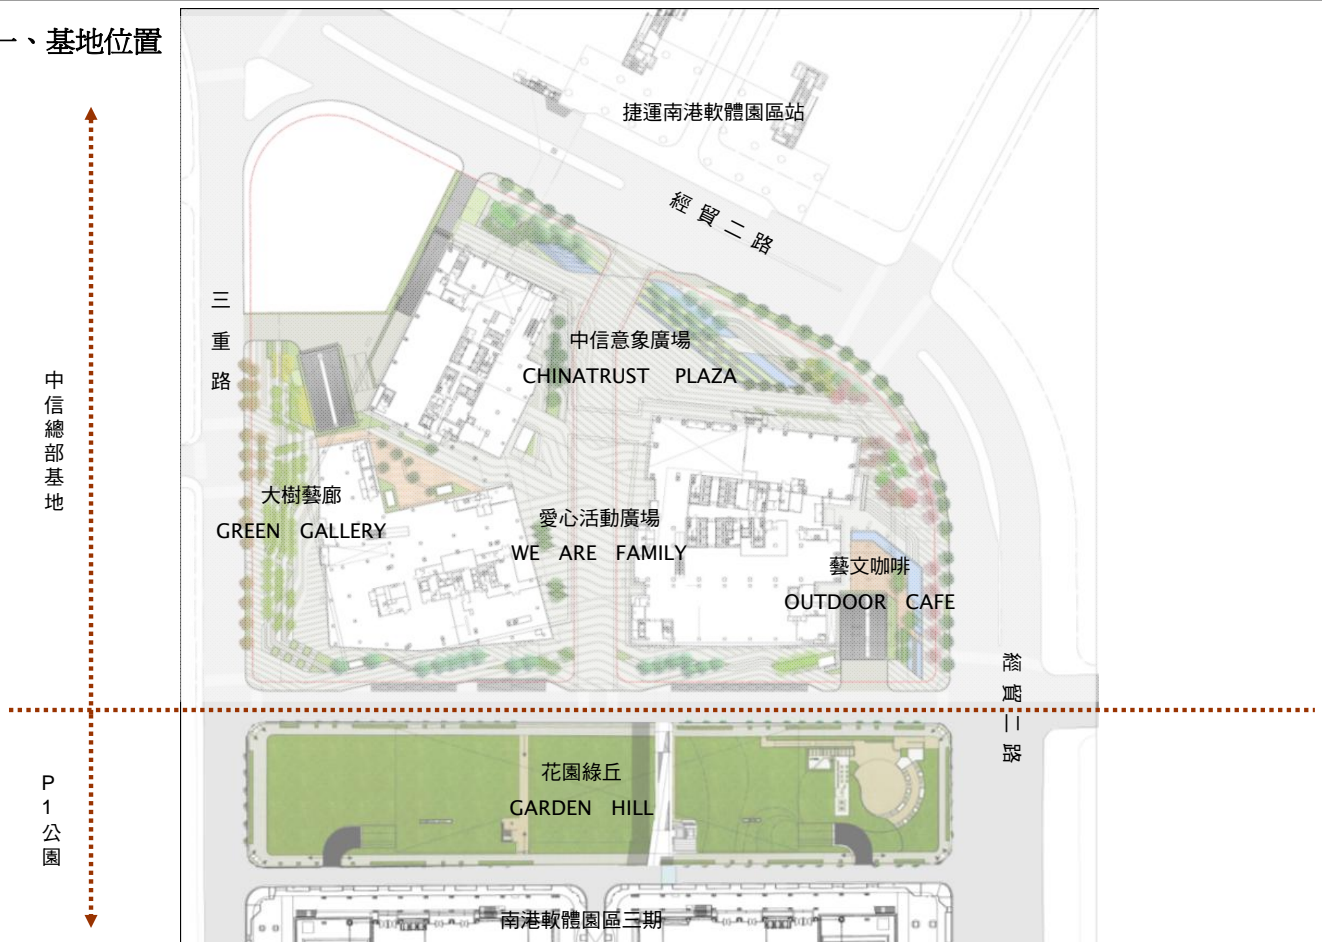 一、基地位置
捷運南港軟體園區站
經貿二路
三重路
中信意象廣場
CHINATRUST PLAZA
中信總部基地
大樹藝廊
GREEN GALLERY
愛心活動廣場
WE ARE FAMILY
藝文咖啡
OUTDOOR CAFE
經貿二路
P1公園
花園綠丘
GARDEN HILL
南港軟體園區三期